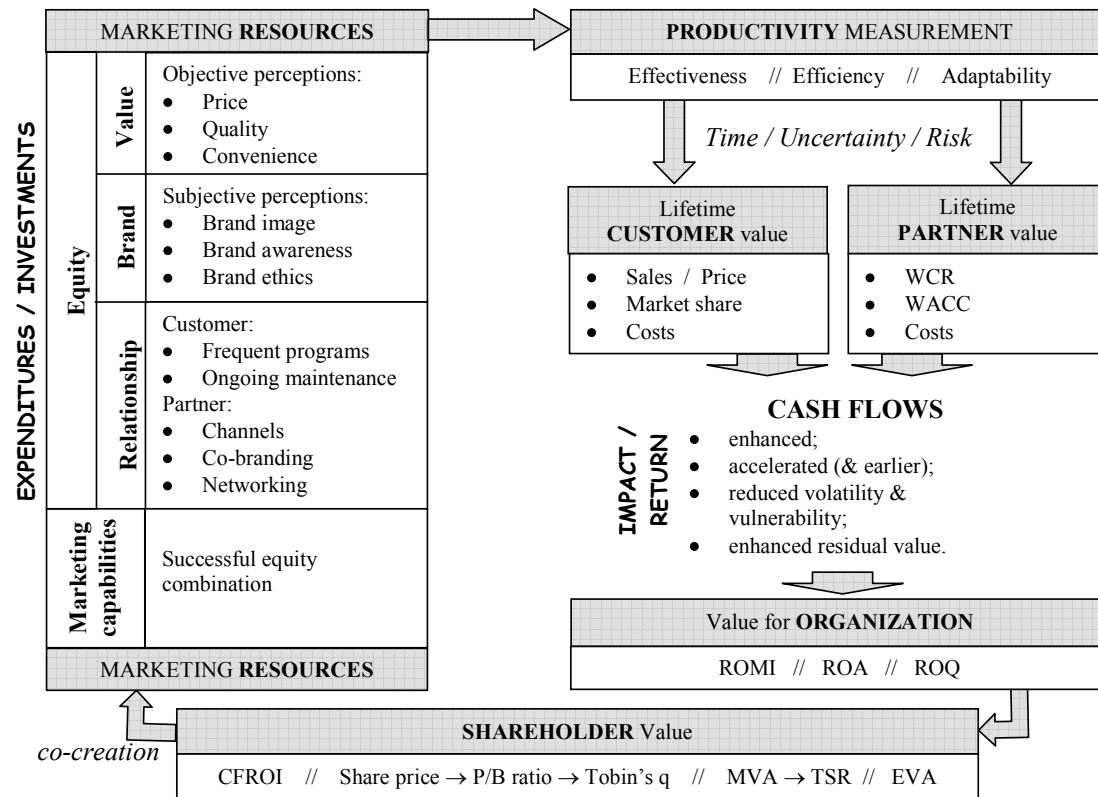 EXPENDITURES / INVESTMENTS
MARKETING RESOURCES
Equity
Value
Objective perceptions:
● Price
● Quality
● Convenience
Brand
Subjective perceptions:
● Brand image
● Brand awareness
● Brand ethics
Relationship
Customer:
● Frequent programs
● Ongoing maintenance
Partner:
● Channels
● Co-branding
● Networking
Marketing
capabilities
Successful equity
combination
MARKETING RESOURCES
PRODUCTIVITY MEASUREMENT
Effectiveness // Efficiency // Adaptability
Time / Uncertainty / Risk
Lifetime
CUSTOMER value
● Sales / Price
● Market share
● Costs
Lifetime
PARTNER value
● WCR
● WACC
● Costs
IMPACT /
RETURN
CASH FLOWS
● enhanced;
● accelerated (& earlier);
● reduced volatility &
vulnerability;
● enhanced residual value.
Value for ORGANIZATION
ROMI // ROA // ROQ
SHAREHOLDER Value
CFROI // Share price → P/B ratio → Tobin's q // MVA → TSR // EVA
co-creation